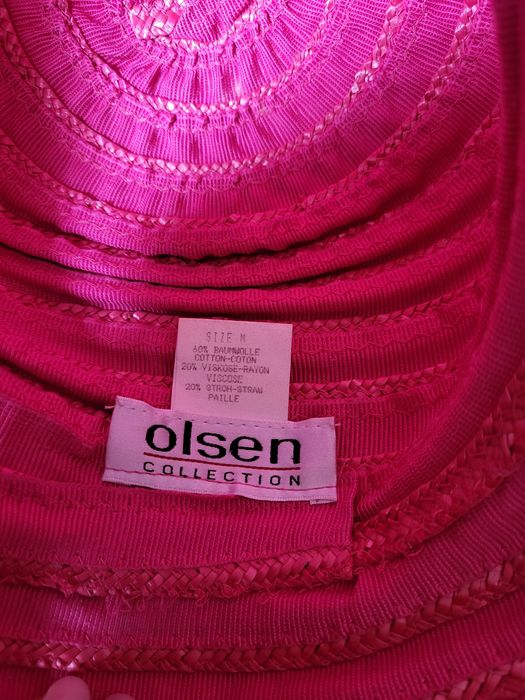 SIZE M
60% BAUMWOLLE
COTTON-COTON
20% VISKOSE-RAYON
VISCOSE
20% STROH-STRAW
PAILLE
olsen
COLLECTION